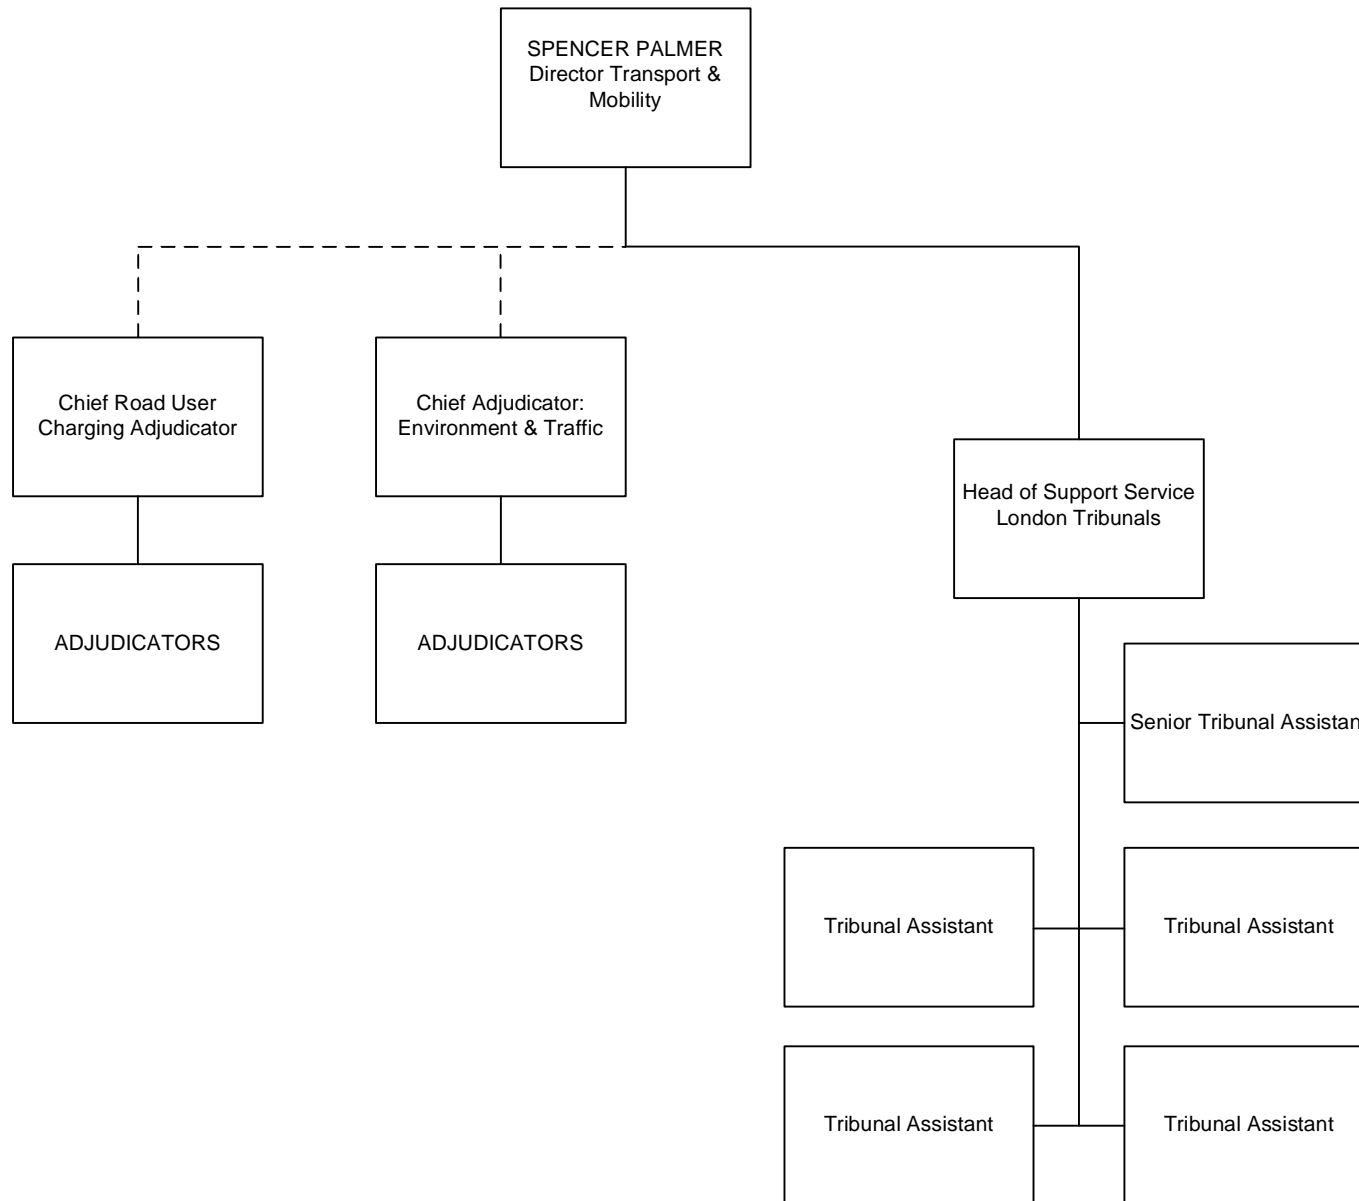 SPENCER PALMER
Director Transport &
Mobility
Chief Road User
Charging Adjudicator
Chief Adjudicator:
Environment & Traffic
Head of Support Service
London Tribunals
ADJUDICATORS
ADJUDICATORS
Senior Tribunal Assistan
Tribunal Assistant
Tribunal Assistant
Tribunal Assistant
Tribunal Assistant